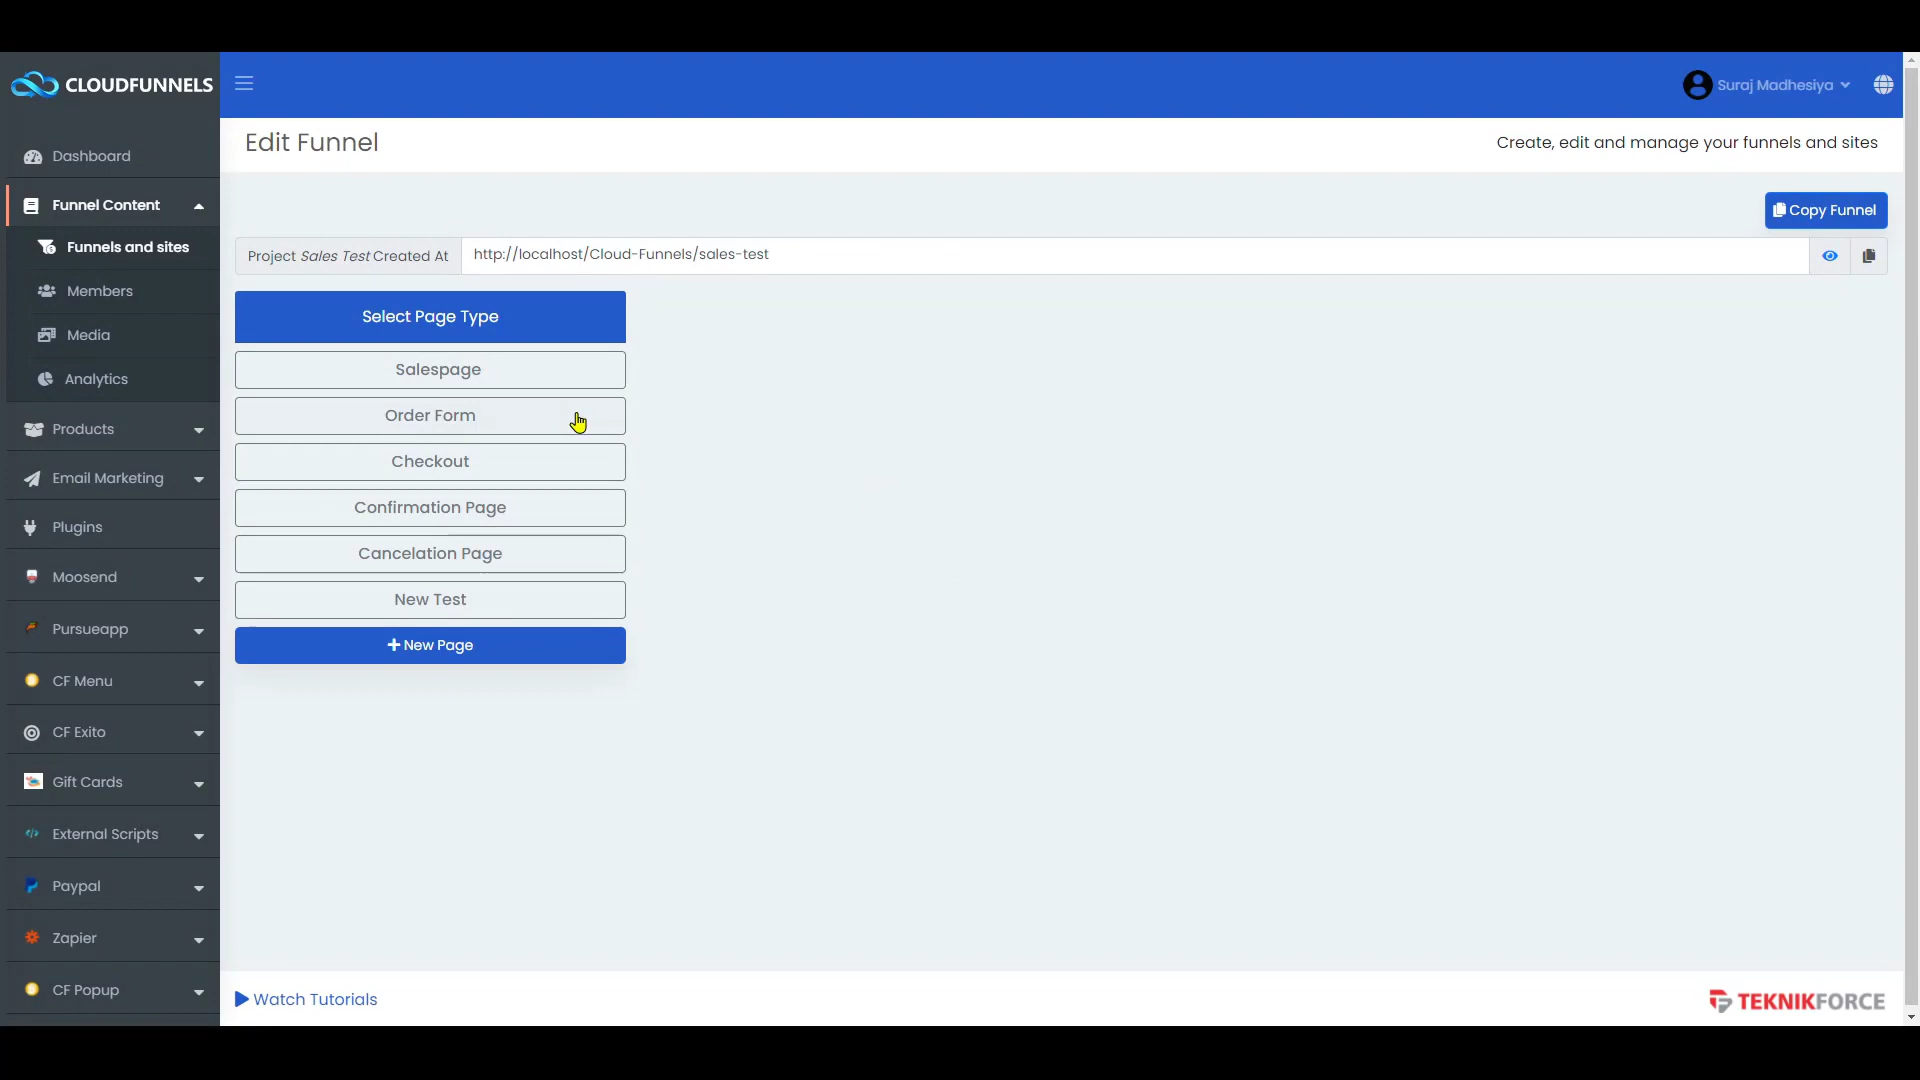 CLOUDFUNNELS
Suraj Madhesiya
Edit Funnel
Create, edit and manage your funnels and sites
Dashboard
Funnel Content
Funnels and sites
Members
Media
Analytics
Products
Email Marketing
Plugins
Moosend
Pursueapp
CF Menu
CF Exito
Gift Cards
External Scripts
Paypal
Zapier
CF Popup
Copy Funnel
Project Sales Test Created At
http://localhost/Cloud-Funnels/sales-test
Select Page Type
Salespage
Order Form
Checkout
Confirmation Page
Cancelation Page
New Test
New Page
Watch Tutorials
TEKNIKFORCE